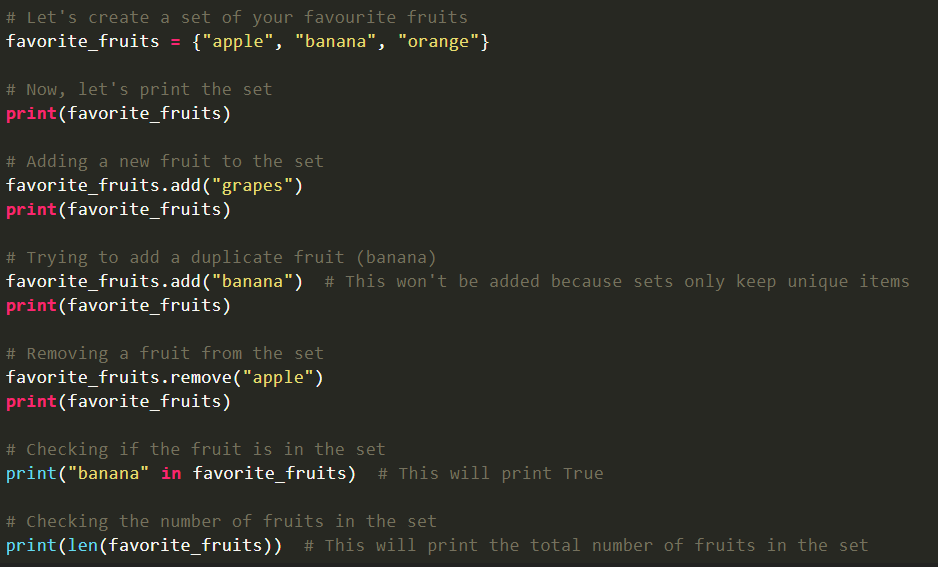 # Let's create a set of your favourite fruits
favorite_fruits = {"apple", "banana", "orange"}
# Now, let's print the set
print(favorite_fruits)
# Adding a new fruit to the set
favorite_fruits.add("grapes")
print(favorite_fruits)
# Trying to add a duplicate fruit (banana)
favorite_fruits.add("banana")  # This won't be added because sets only keep unique items
print(favorite_fruits)
# Removing a fruit from the set
favorite_fruits.remove("apple")
print(favorite_fruits)
# Checking if the fruit is in the set
print("banana" in favorite_fruits)  # This will print True
# Checking the number of fruits in the set
print(len(favorite_fruits))  # This will print the total number of fruits in the set